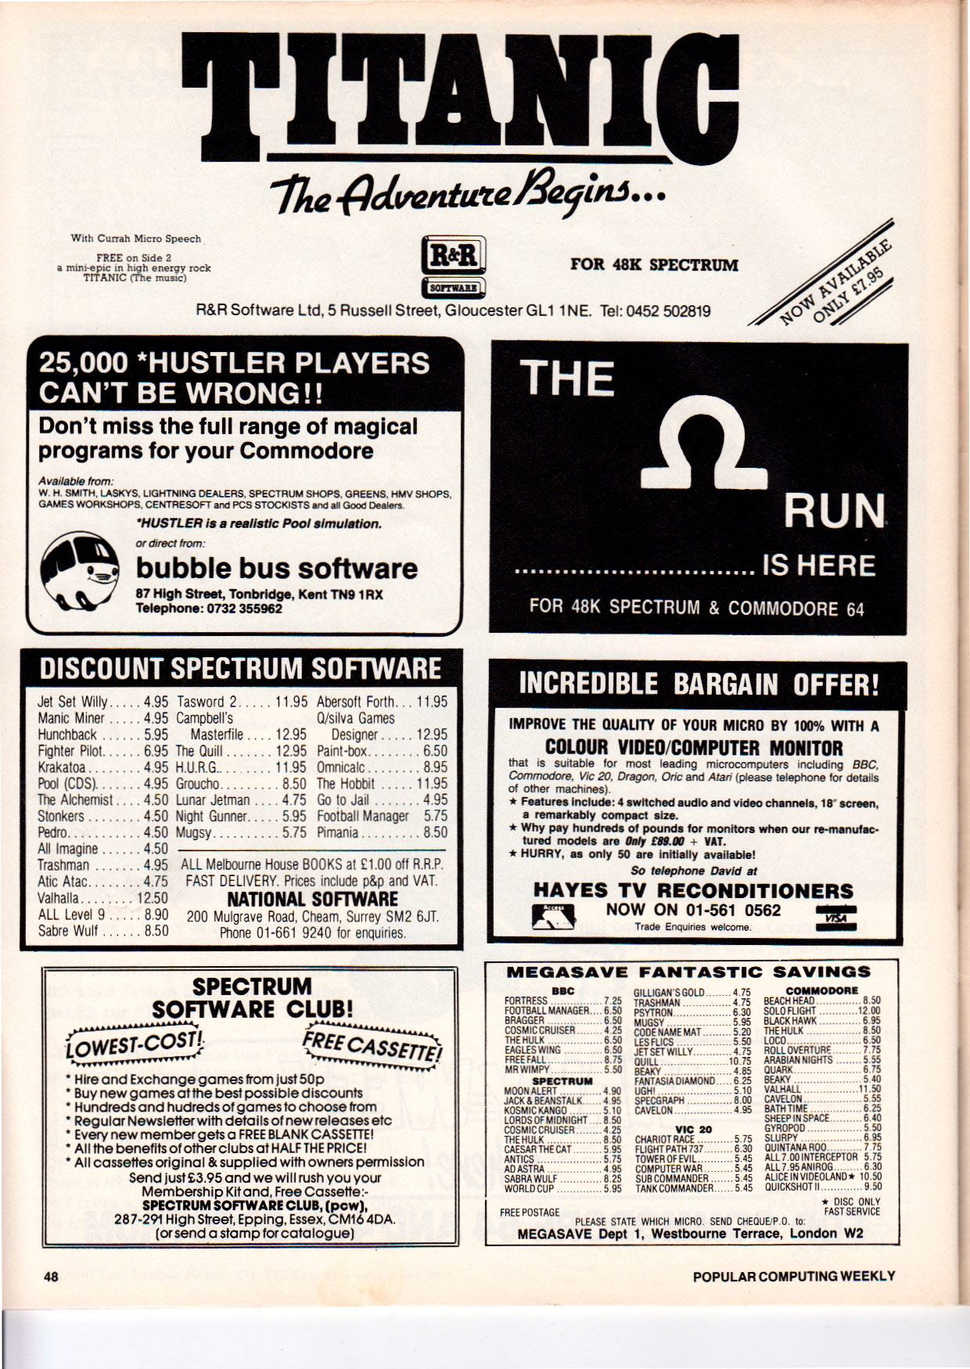 TITANIC
The Adventure Begins...
With Currah Micro Speech
FREE on Side 2
a mini-epic in high energy rock
TITANIC (The music)
R&R
SOFTWARE
FOR 48K SPECTRUM
NOW AVAILABLE
ONLY £7.95
R&R Software Ltd, 5 Russell Street, Gloucester GL1 1NE. Tel: 0452 502819
25,000 *HUSTLER PLAYERS
CAN'T BE WRONG!!
Don't miss the full range of magical
programs for your Commodore
Available from:
W. H. SMITH, LASKYS, LIGHTNING DEALERS, SPECTRUM SHOPS, GREENS, HMV SHOPS,
GAMES WORKSHOPS, CENTRESOFT and PCS STOCKISTS and all Good Dealers.
*HUSTLER is a realistic Pool simulation.
or direct from:
bubble bus software
87 High Street, Tonbridge, Kent TN9 1RX
Telephone: 0732 355962
THE
Ω
RUN
.............................. IS HERE
FOR 48K SPECTRUM & COMMODORE 64
DISCOUNT SPECTRUM SOFTWARE
Jet Set Willy..... 4.95
Manic Miner ..... 4.95
Hunchback ...... 5.95
Fighter Pilot..... 6.95
Krakatoa........ 4.95
Pool (CDS)....... 4.95
The Alchemist.... 4.50
Stonkers ........ 4.50
Pedro........... 4.50
All Imagine ...... 4.50
Trashman ....... 4.95
Atic Atac........ 4.75
Valhalla........ 12.50
ALL Level 9 ..... 8.90
Sabre Wulf ...... 8.50
Tasword 2...... 11.95
Campbell's
Masterfile .... 12.95
The Quill ....... 12.95
H.U.R.G......... 11.95
Groucho......... 8.50
Lunar Jetman .... 4.75
Night Gunner..... 5.95
Mugsy.......... 5.75
Abersoft Forth... 11.95
Q/silva Games
Designer..... 12.95
Paint-box........ 6.50
Omnicalc ........ 8.95
The Hobbit ..... 11.95
Go to Jail ....... 4.95
Football Manager 5.75
Pimania......... 8.50
ALL Melbourne House BOOKS at £1.00 off R.R.P.
FAST DELIVERY. Prices include p&p and VAT.
NATIONAL SOFTWARE
200 Mulgrave Road, Cheam, Surrey SM2 6JT.
Phone 01-661 9240 for enquiries.
INCREDIBLE BARGAIN OFFER!
IMPROVE THE QUALITY OF YOUR MICRO BY 100% WITH A
COLOUR VIDEO/COMPUTER MONITOR
that is suitable for most leading microcomputers including BBC,
Commodore, Vic 20, Dragon, Oric and Atari (please telephone for details
of other machines).
★ Features include: 4 switched audio and video channels, 18" screen,
a remarkably compact size.
★ Why pay hundreds of pounds for monitors when our re-manufac-
tured models are Only £89.00 + VAT.
★ HURRY, as only 50 are initially available!
So telephone David at
HAYES TV RECONDITIONERS
NOW ON 01-561 0562
Trade Enquiries welcome.
Access
VISA
SPECTRUM
SOFTWARE CLUB!
LOWEST-COST!
FREE CASSETTE!
* Hire and Exchange games from just 50p
* Buy new games at the best possible discounts
* Hundreds and hudreds of games to choose from
* Regular Newsletter with details of new releases etc
* Every new member gets a FREE BLANK CASSETTE!
* All the benefits of other clubs at HALF THE PRICE!
* All cassettes original & supplied with owners permission
Send just £3.95 and we will rush you your
Membership Kit and, Free Cassette:-
SPECTRUM SOFTWARE CLUB, (pcw),
287-291 High Street, Epping, Essex, CM16 4DA.
(or send a stamp for catalogue)
MEGASAVE FANTASTIC SAVINGS
BBC
FORTRESS ............ 7.25
FOOTBALL MANAGER.... 6.50
BRAGGER ............. 6.50
COSMIC CRUISER ...... 4.25
THE HULK ............ 6.50
EAGLES WING ......... 6.50
FREE FALL ........... 8.75
MR WIMPY ............ 5.50
SPECTRUM
MOON ALERT .......... 4.90
JACK & BEANSTALK..... 4.95
KOSMIC KANGO ........ 5.10
LORDS OF MIDNIGHT ... 8.50
COSMIC CRUISER ...... 4.25
THE HULK ............ 8.50
CAESAR THE CAT ...... 5.95
ANTICS .............. 5.75
AD ASTRA ............ 4.95
SABRA WULF .......... 8.25
WORLD CUP ........... 5.95
GILLIGAN'S GOLD...... 4.75
TRASHMAN ............ 4.75
PSYTRON.............. 6.30
MUGSY ............... 5.95
CODE NAME MAT ....... 5.20
LES FLICS ........... 5.50
JET SET WILLY ....... 4.75
QUILL ............... 10.75
BEAKY ............... 4.85
FANTASIA DIAMOND .... 6.25
UGH! ................ 5.10
SPECGRAPH ........... 8.00
CAVELON ............. 4.95
VIC 20
CHARIOT RACE ........ 5.75
FLIGHT PATH 737 ..... 6.30
TOWER OF EVIL ....... 5.45
COMPUTER WAR ........ 5.45
SUB COMMANDER ....... 5.45
TANK COMMANDER ...... 5.45
COMMODORE
BEACH HEAD........... 8.50
SOLO FLIGHT ......... 12.00
BLACK HAWK .......... 6.95
THE HULK ............ 8.50
LOCO................. 6.50
ROLL OVERTURE ....... 7.75
ARABIAN NIGHTS ...... 5.55
QUARK................ 6.75
BEAKY ............... 5.40
VALHALL ............. 11.50
CAVELON ............. 5.55
BATH TIME ........... 6.25
SHEEP IN SPACE....... 6.40
GYROPOD ............. 5.50
SLURPY .............. 6.95
QUINTANA ROO......... 7.75
ALL 7.00 INTERCEPTOR 5.75
ALL 7.95 ANIROG...... 6.30
ALICE IN VIDEOLAND ★ 10.50
QUICKSHOT II......... 9.50
★ DISC ONLY
FREE POSTAGE
FAST SERVICE
PLEASE STATE WHICH MICRO. SEND CHEQUE/P.O. to:
MEGASAVE Dept 1, Westbourne Terrace, London W2
48
POPULAR COMPUTING WEEKLY